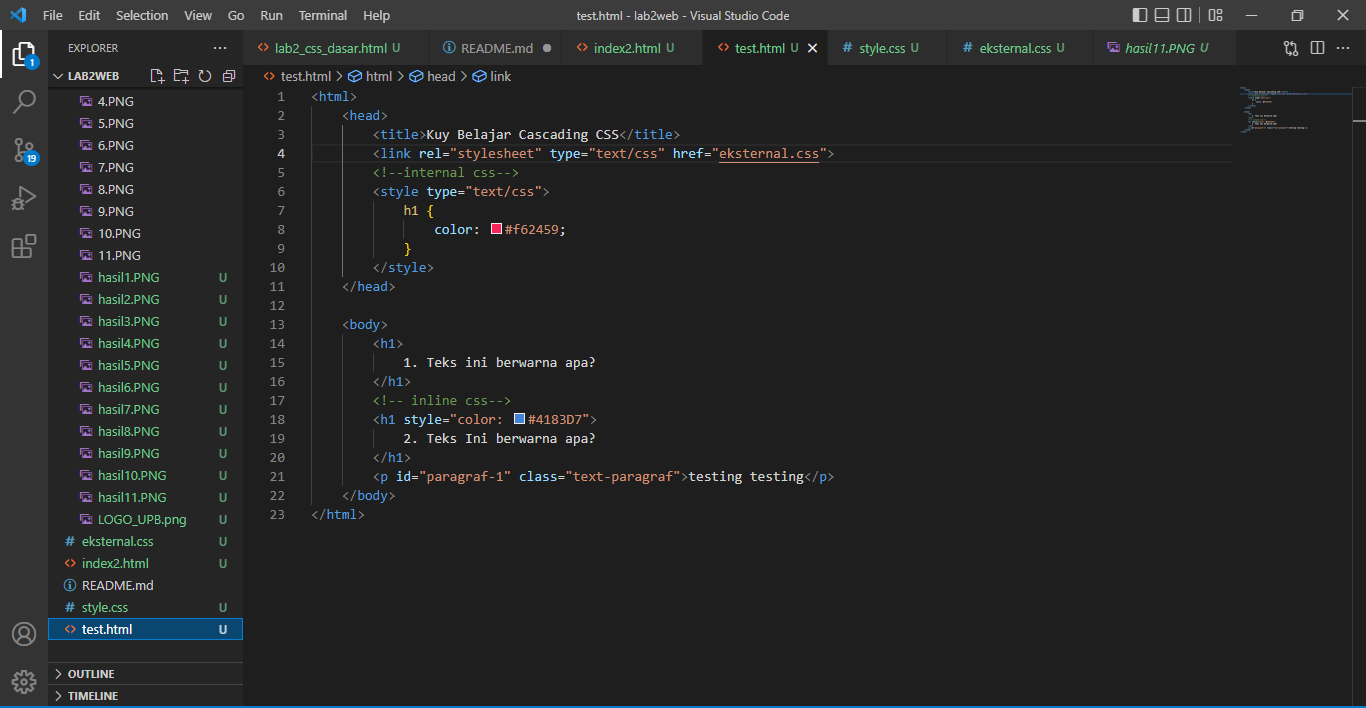 File Edit Selection View Go Run Terminal Help test.html - lab2web - Visual Studio Code
EXPLORER
lab2_css_dasar.html U README.md index2.html U test.html U style.css U eksternal.css U hasil11.PNG U
LAB2WEB
test.html > html > head > link
1
19
4.PNG
5.PNG
6.PNG
7.PNG
8.PNG
9.PNG
10.PNG
11.PNG
hasil1.PNG U
hasil2.PNG U
hasil3.PNG U
hasil4.PNG U
hasil5.PNG U
hasil6.PNG U
hasil7.PNG U
hasil8.PNG U
hasil9.PNG U
hasil10.PNG U
hasil11.PNG U
LOGO_UPB.png U
eksternal.css U
index2.html U
README.md
style.css U
test.html U
OUTLINE
TIMELINE
1 <html>
2 <head>
3 <title>Kuy Belajar Cascading CSS</title>
4 <link rel="stylesheet" type="text/css" href="eksternal.css">
5 <!--internal css-->
6 <style type="text/css">
7 h1 {
8 color: #f62459;
9 }
10 </style>
11 </head>
12
13 <body>
14 <h1>
15 1. Teks ini berwarna apa?
16 </h1>
17 <!-- inline css-->
18 <h1 style="color: #4183D7">
19 2. Teks Ini berwarna apa?
20 </h1>
21 <p id="paragraf-1" class="text-paragraf">testing testing</p>
22 </body>
23 </html>